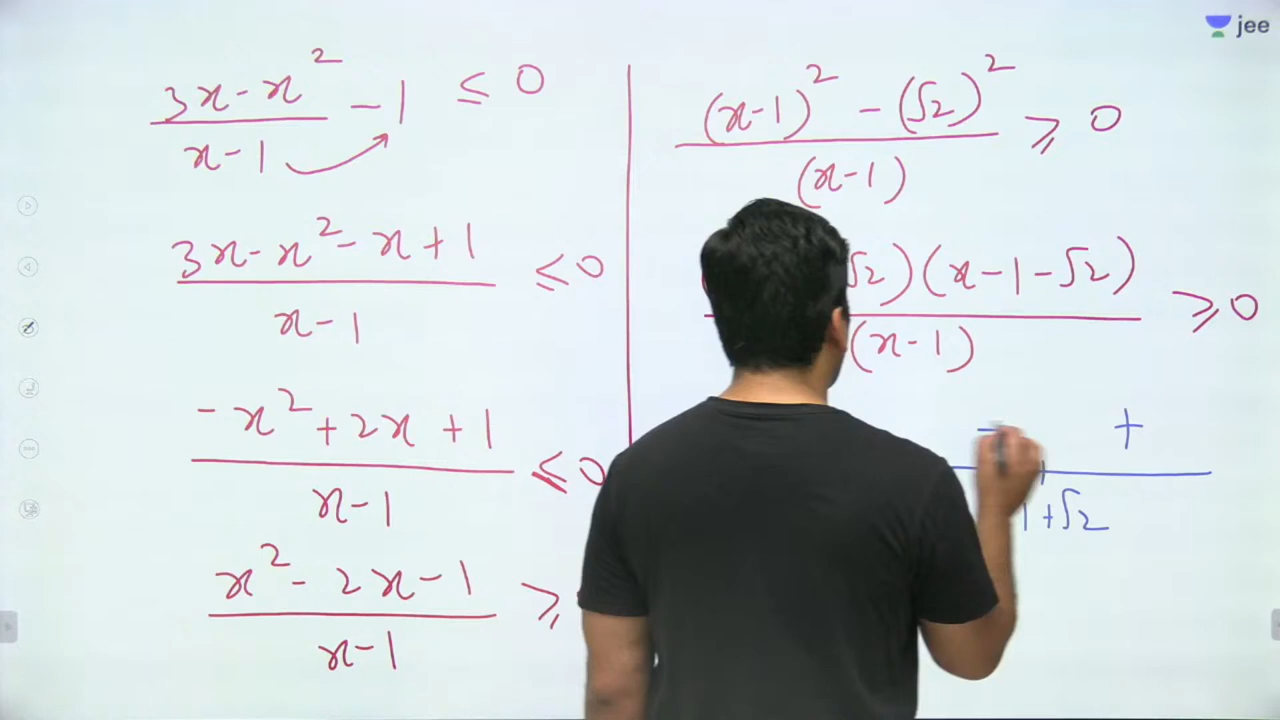 jee
3x-x² / x-1 - 1 ≤ 0
3x-x²-x+1 / x-1 ≤ 0
-x²+2x+1 / x-1 ≤ 0
x²-2x-1 / x-1 ≥
(x-1)² - (√2)² / (x-1) ≥ 0
√2)(x-1-√2) / (x-1) ≥ 0
- +
1+√2